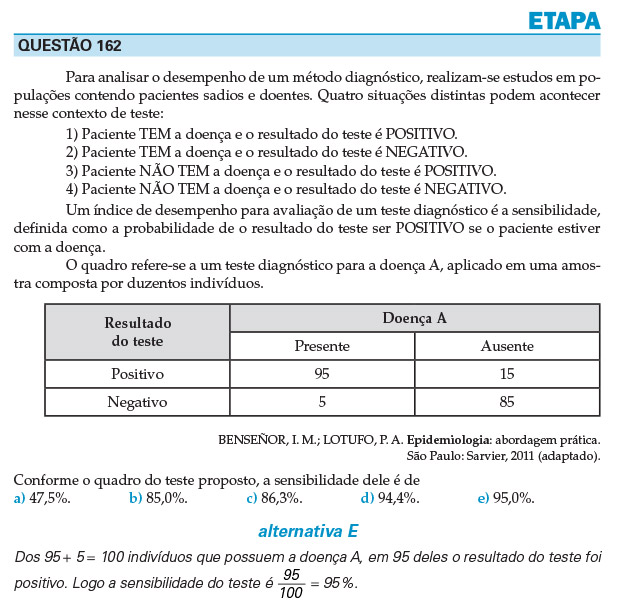 ETAPA
QUESTÃO 162
Para analisar o desempenho de um método diagnóstico, realizam-se estudos em po-
pulações contendo pacientes sadios e doentes. Quatro situações distintas podem acontecer
nesse contexto de teste:
1) Paciente TEM a doença e o resultado do teste é POSITIVO.
2) Paciente TEM a doença e o resultado do teste é NEGATIVO.
3) Paciente NÃO TEM a doença e o resultado do teste é POSITIVO.
4) Paciente NÃO TEM a doença e o resultado do teste é NEGATIVO.
Um índice de desempenho para avaliação de um teste diagnóstico é a sensibilidade,
definida como a probabilidade de o resultado do teste ser POSITIVO se o paciente estiver
com a doença.
O quadro refere-se a um teste diagnóstico para a doença A, aplicado em uma amos-
tra composta por duzentos indivíduos.
Resultado
do teste
Doença A
Presente Ausente
Positivo 95 15
Negativo 5 85
BENSEÑOR, I. M.; LOTUFO, P. A. Epidemiologia: abordagem prática.
São Paulo: Sarvier, 2011 (adaptado).
Conforme o quadro do teste proposto, a sensibilidade dele é de
a) 47,5%. b) 85,0%. c) 86,3%. d) 94,4%. e) 95,0%.
alternativa E
Dos 95 + 5 = 100 indivíduos que possuem a doença A, em 95 deles o resultado do teste foi
positivo. Logo a sensibilidade do teste é 95/100 = 95%.